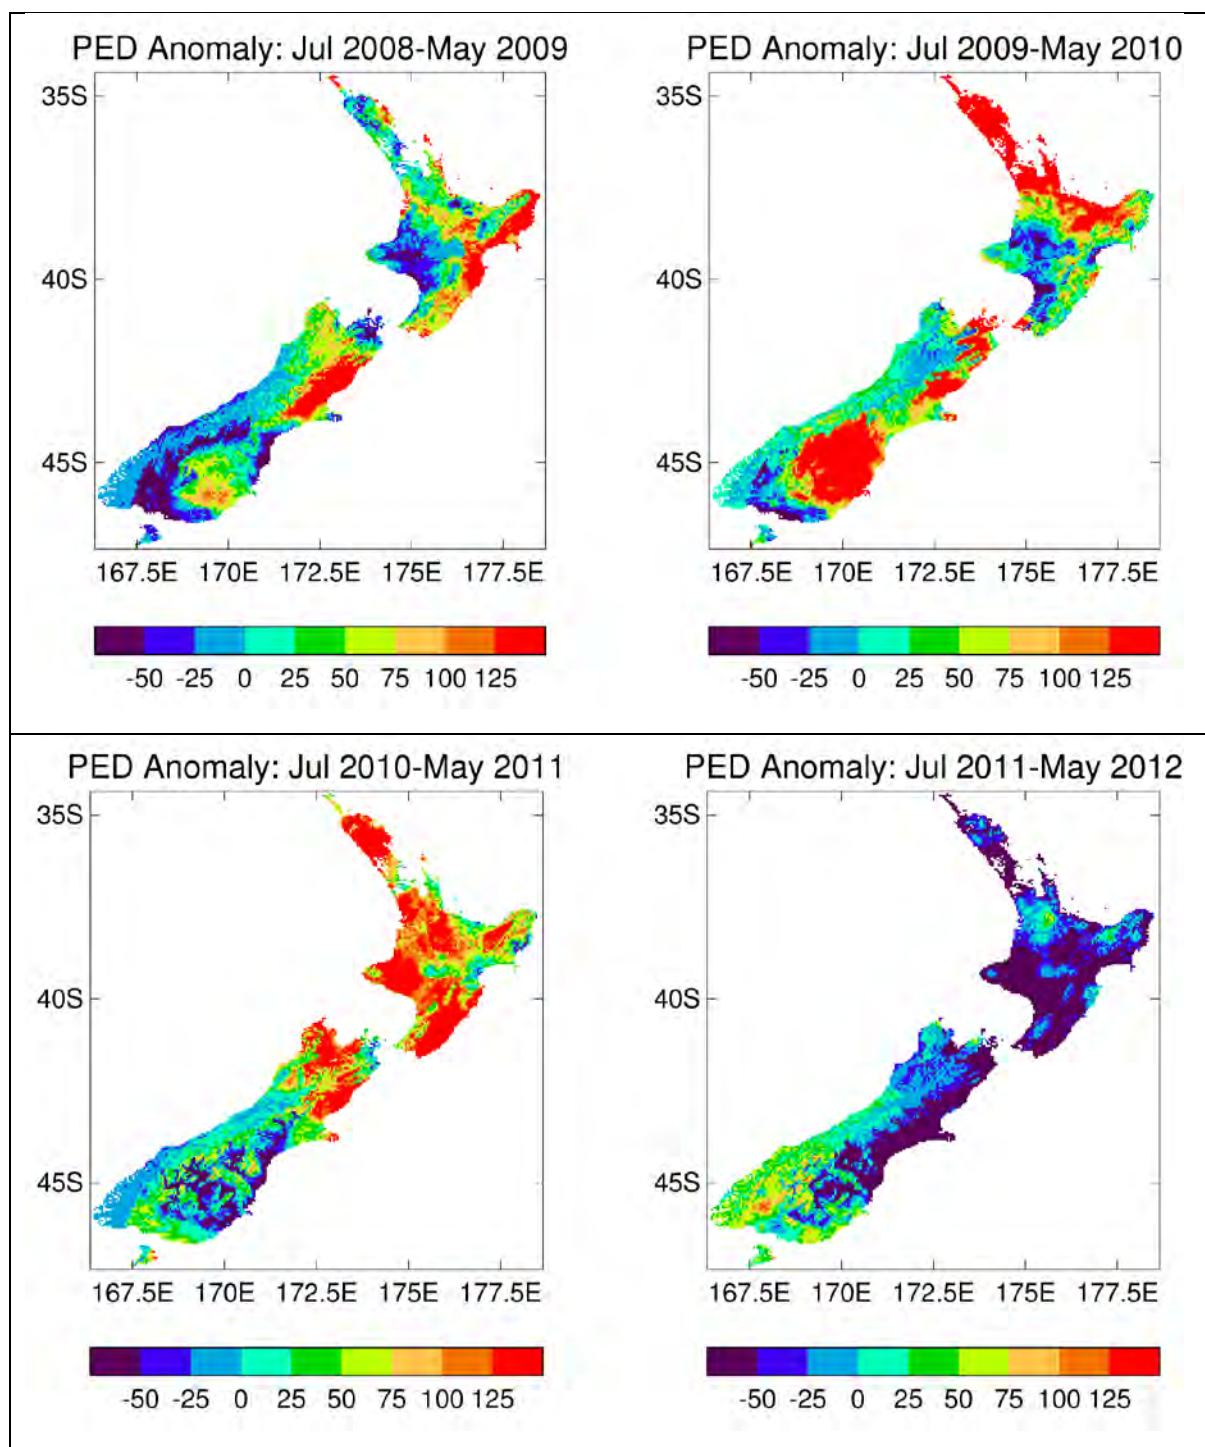 PED Anomaly: Jul 2008-May 2009
35S
40S
45S
167.5E 170E 172.5E 175E 177.5E
-50 -25 0 25 50 75 100 125
PED Anomaly: Jul 2009-May 2010
35S
40S
45S
167.5E 170E 172.5E 175E 177.5E
-50 -25 0 25 50 75 100 125
PED Anomaly: Jul 2010-May 2011
35S
40S
45S
167.5E 170E 172.5E 175E 177.5E
-50 -25 0 25 50 75 100 125
PED Anomaly: Jul 2011-May 2012
35S
40S
45S
167.5E 170E 172.5E 175E 177.5E
-50 -25 0 25 50 75 100 125